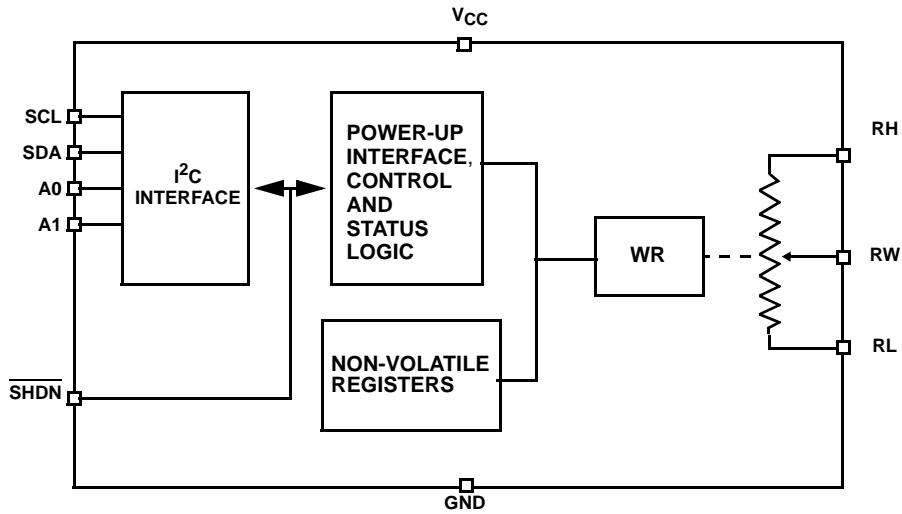 VCC
SCL
SDA
A0
A1
I2C
INTERFACE
POWER-UP
INTERFACE,
CONTROL
AND
STATUS
LOGIC
RH
WR
RW
RL
NON-VOLATILE
REGISTERS
SHDN
GND